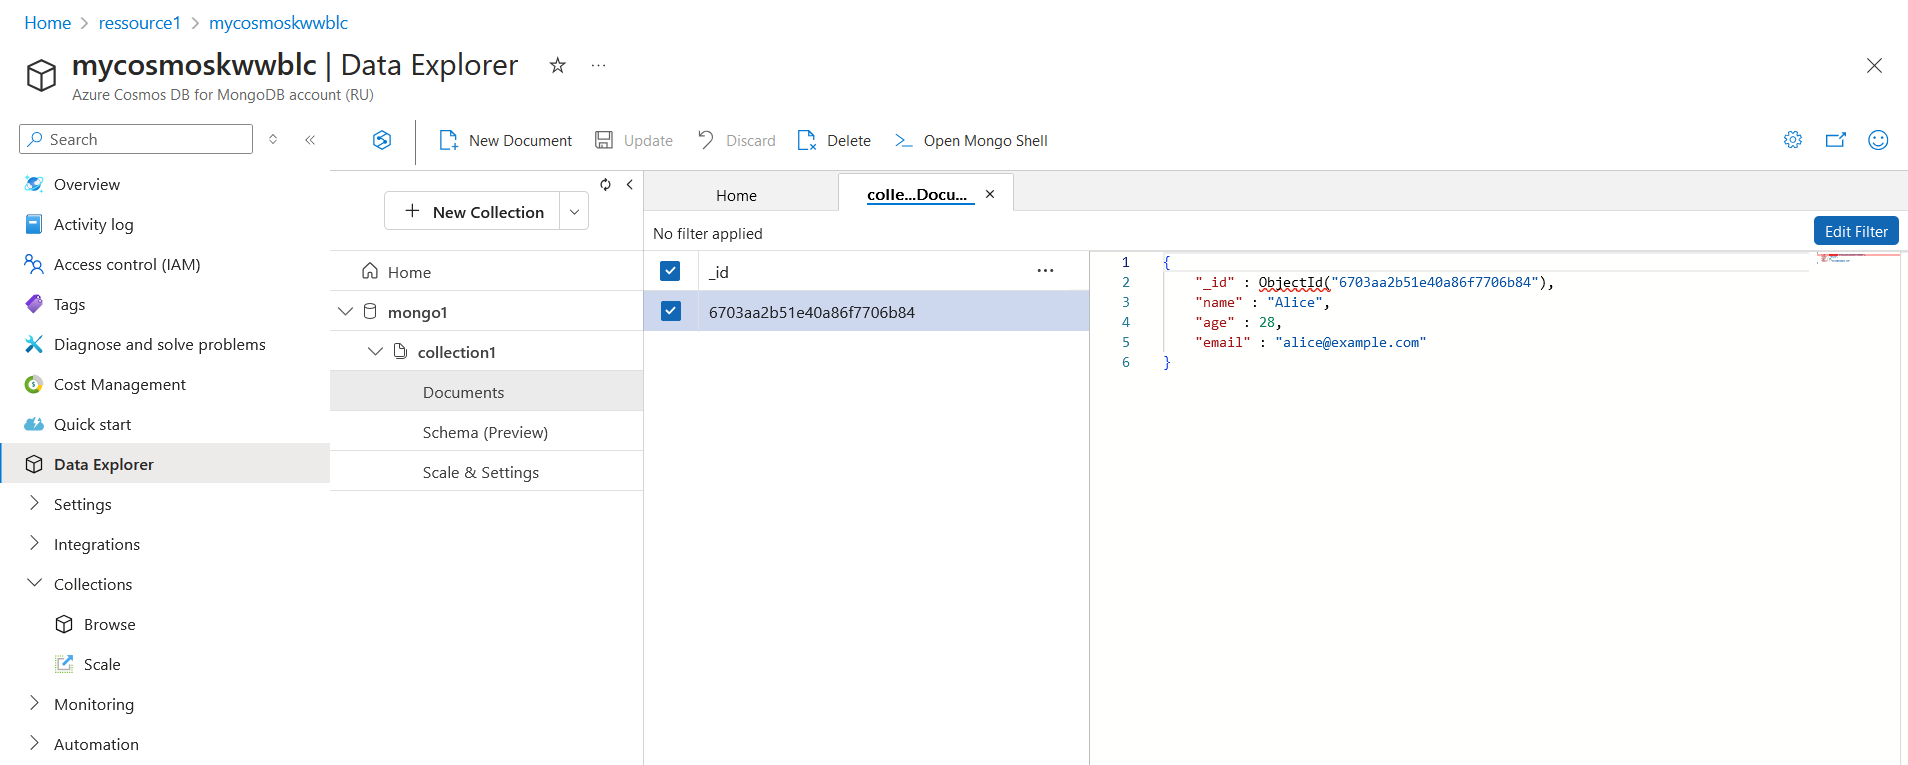 Home > ressource1 > mycosmoskwwblc
mycosmoskwwblc | Data Explorer
Azure Cosmos DB for MongoDB account (RU)
Search
Overview
Activity log
Access control (IAM)
Tags
Diagnose and solve problems
Cost Management
Quick start
Data Explorer
Settings
Integrations
Collections
Browse
Scale
Monitoring
Automation
New Document Update Discard Delete Open Mongo Shell
New Collection
Home
mongo1
collection1
Documents
Schema (Preview)
Scale & Settings
Home colle...Docu...
No filter applied Edit Filter
_id
6703aa2b51e40a86f7706b84
1 {
2 "_id" : ObjectId("6703aa2b51e40a86f7706b84"),
3 "name" : "Alice",
4 "age" : 28,
5 "email" : "alice@example.com"
6 }